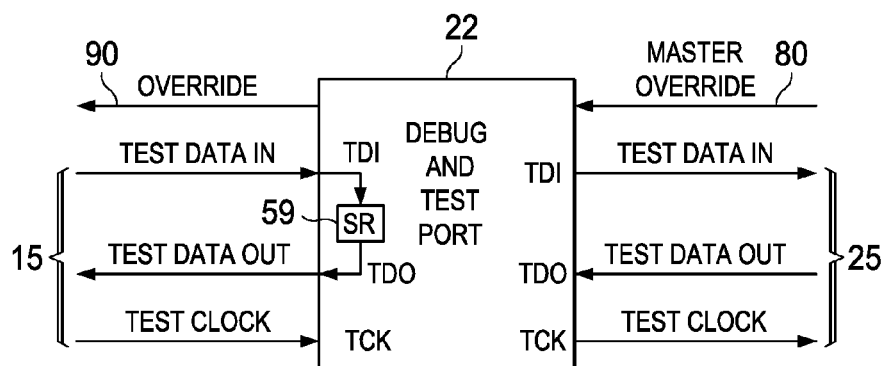 22
90
OVERRIDE
MASTER
OVERRIDE
80
DEBUG
AND
TEST
PORT
TEST DATA IN
TDI
TDI
TEST DATA IN
59
SR
15
TEST DATA OUT
TDO
TDO
TEST DATA OUT
25
TEST CLOCK
TCK
TCK
TEST CLOCK